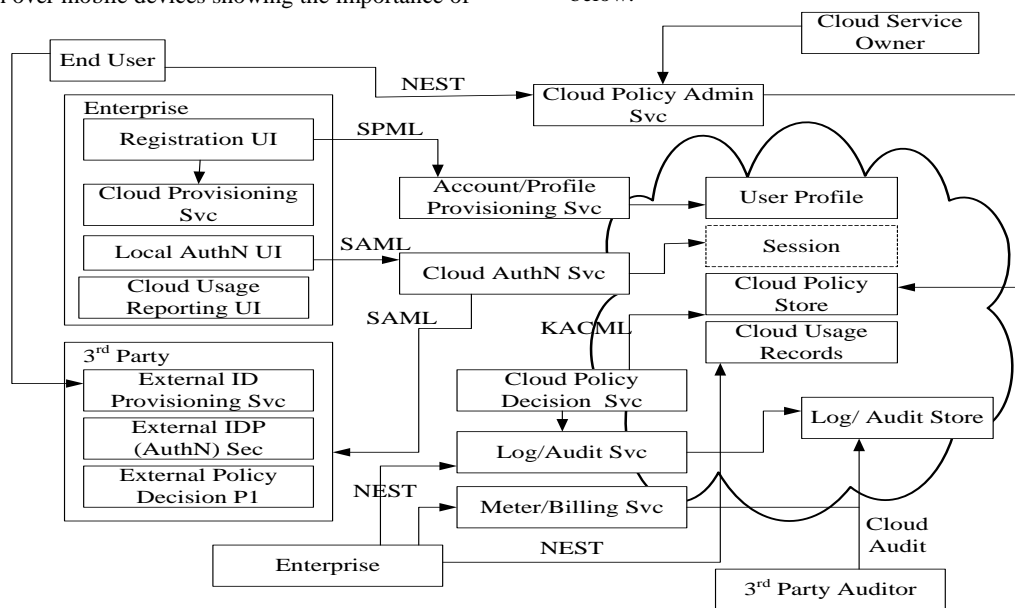 over mobile devices showing the importance of
Cloud Service
Owner
End User
NEST
Cloud Policy Admin
Svc
Enterprise
Registration UI
SPML
Cloud Provisioning
Svc
Account/Profile
Provisioning Svc
User Profile
Local AuthN UI
SAML
Cloud AuthN Svc
Session
Cloud Usage
Reporting UI
SAML
KACML
Cloud Policy
Store
Cloud Usage
Records
3rd Party
External ID
Provisioning Svc
External IDP
(AuthN) Sec
External Policy
Decision P1
Cloud Policy
Decision Svc
Log/Audit Svc
Log/ Audit Store
NEST
Meter/Billing Svc
Cloud
Audit
Enterprise
NEST
3rd Party Auditor